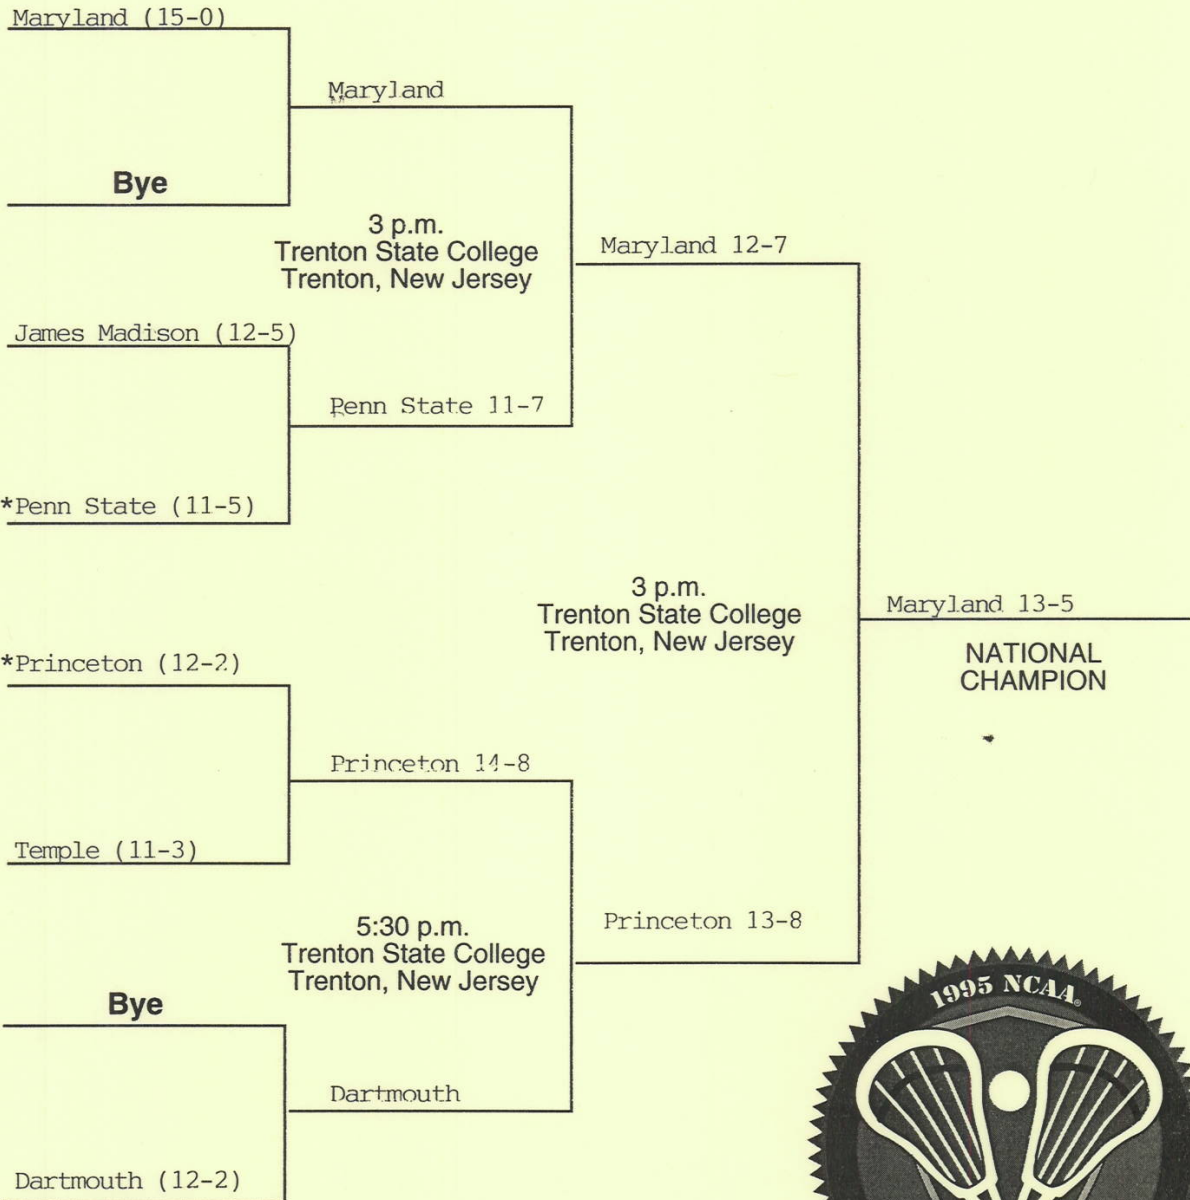 Maryland (15-0)
Maryland
Bye
3 p.m.
Trenton State College
Trenton, New Jersey
Maryland 12-7
James Madison (12-5)
Penn State 11-7
*Penn State (11-5)
3 p.m.
Trenton State College
Trenton, New Jersey
Maryland 13-5
NATIONAL
CHAMPION
*Princeton (12-2)
Princeton 14-8
Temple (11-3)
5:30 p.m.
Trenton State College
Trenton, New Jersey
Princeton 13-8
Bye
Dartmouth
Dartmouth (12-2)
1995 NCAA®